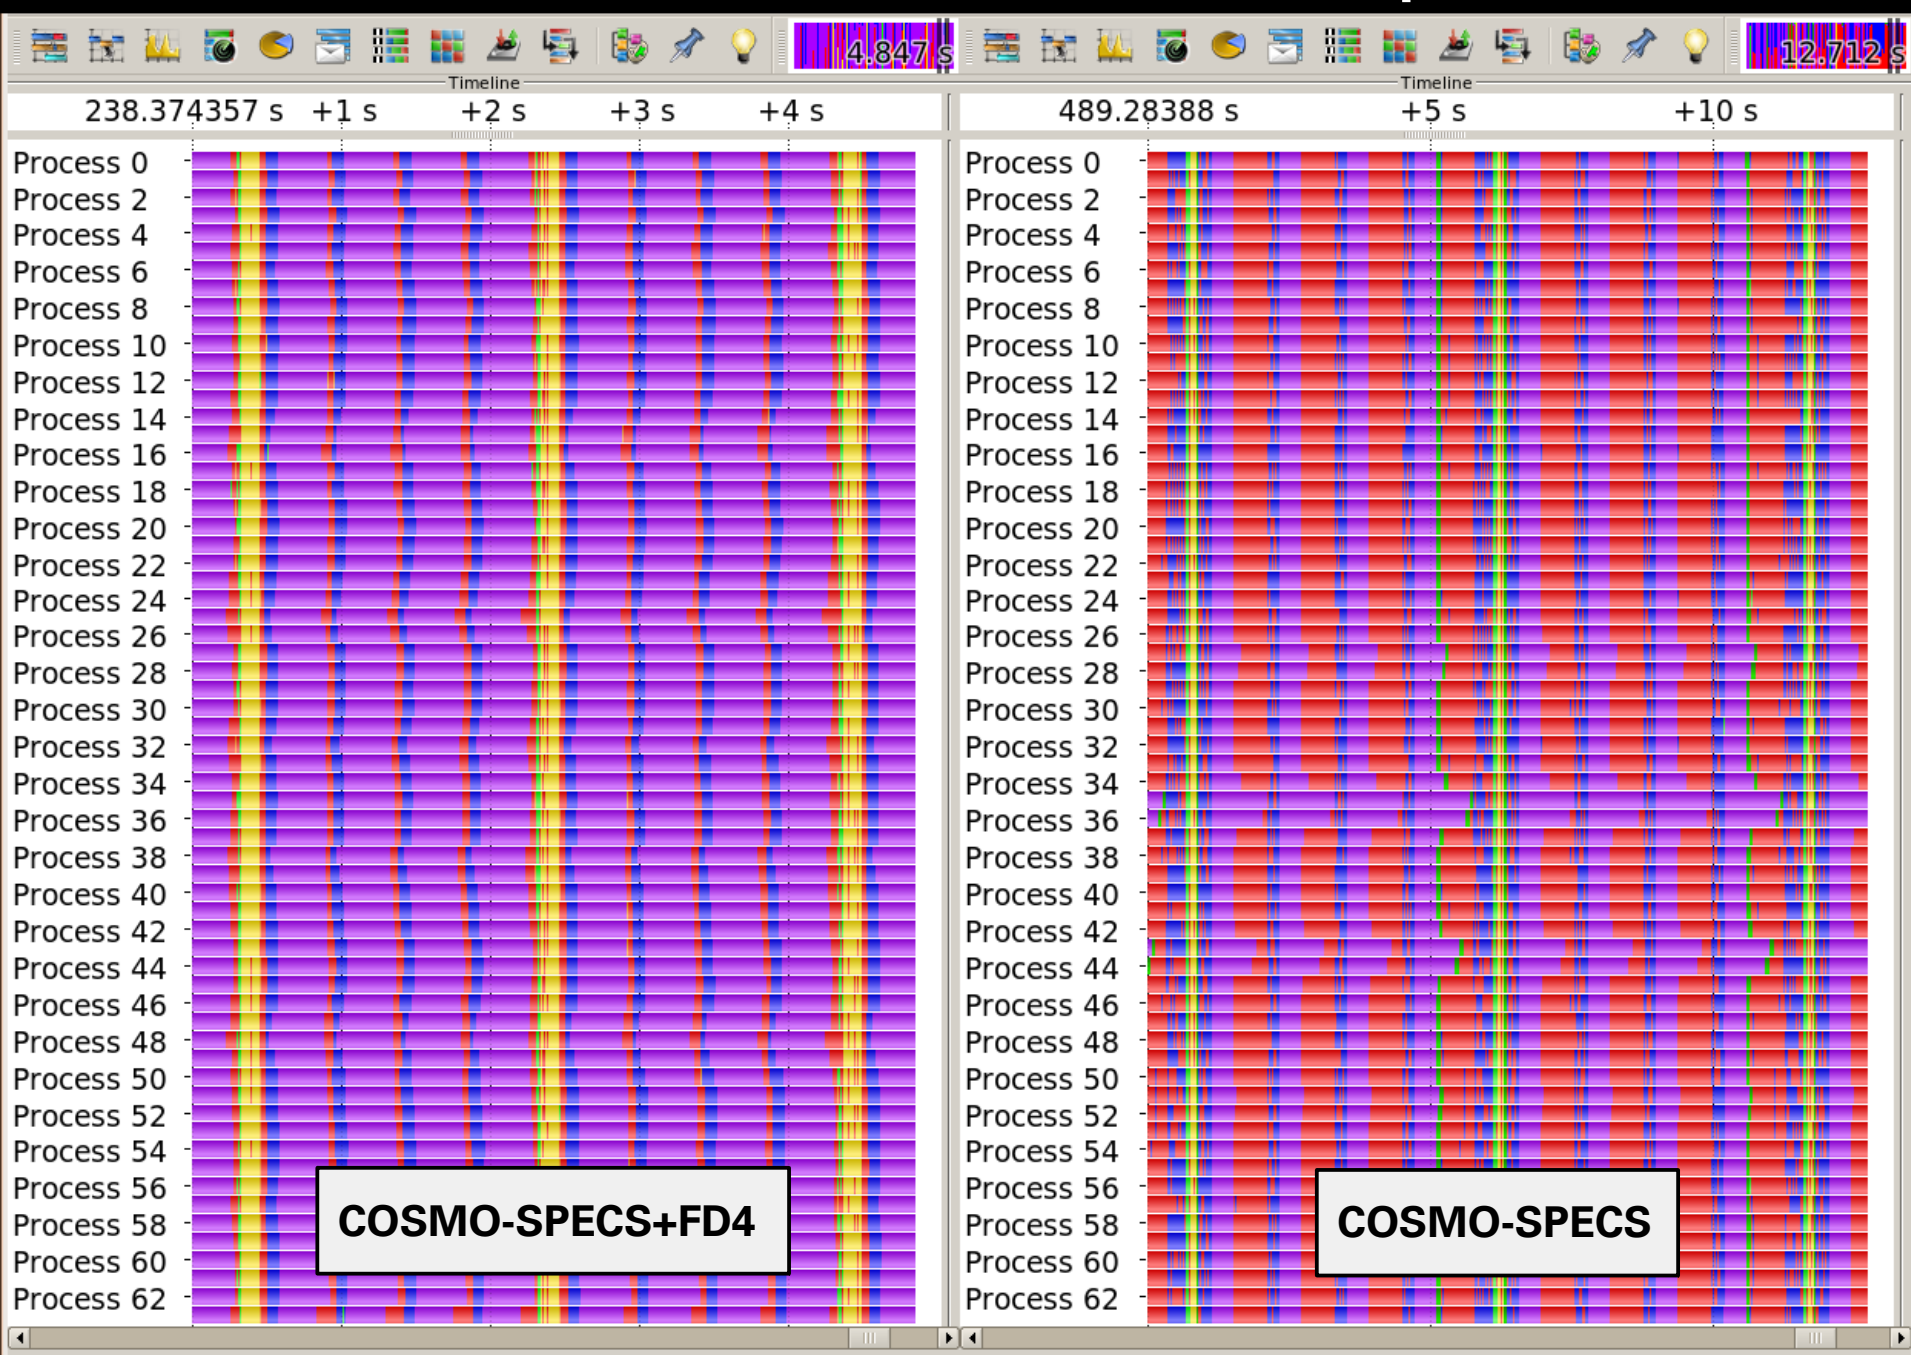 4.847 s
Timeline
238.374357 s +1 s +2 s +3 s +4 s
Process 0
Process 2
Process 4
Process 6
Process 8
Process 10
Process 12
Process 14
Process 16
Process 18
Process 20
Process 22
Process 24
Process 26
Process 28
Process 30
Process 32
Process 34
Process 36
Process 38
Process 40
Process 42
Process 44
Process 46
Process 48
Process 50
Process 52
Process 54
Process 56
Process 58
Process 60
Process 62
COSMO-SPECS+FD4
12.712 s
Timeline
489.28388 s +5 s +10 s
Process 0
Process 2
Process 4
Process 6
Process 8
Process 10
Process 12
Process 14
Process 16
Process 18
Process 20
Process 22
Process 24
Process 26
Process 28
Process 30
Process 32
Process 34
Process 36
Process 38
Process 40
Process 42
Process 44
Process 46
Process 48
Process 50
Process 52
Process 54
Process 56
Process 58
Process 60
Process 62
COSMO-SPECS